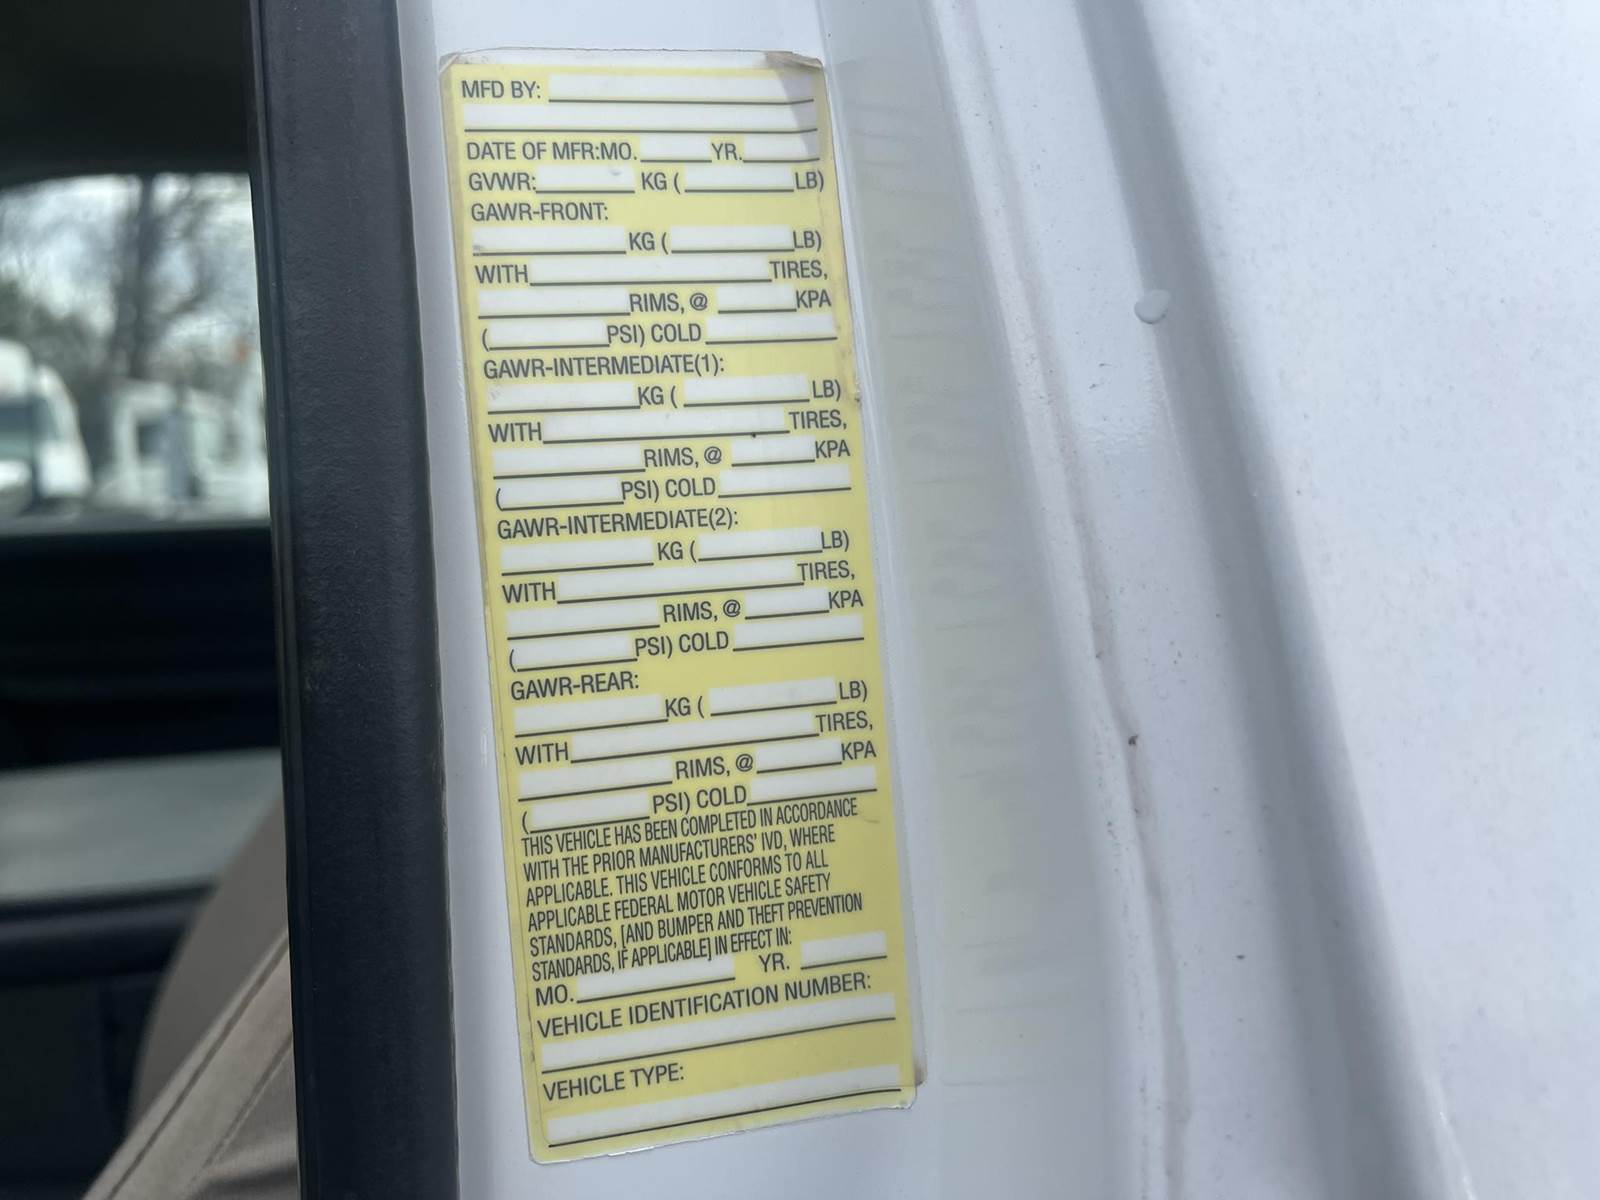 MFD BY:
DATE OF MFR:MO. YR.
GVWR: KG ( LB)
GAWR-FRONT:
KG ( LB)
WITH TIRES,
RIMS, @ KPA
( PSI) COLD
GAWR-INTERMEDIATE(1):
KG ( LB)
WITH TIRES,
RIMS, @ KPA
( PSI) COLD
GAWR-INTERMEDIATE(2):
KG ( LB)
WITH TIRES,
RIMS, @ KPA
( PSI) COLD
GAWR-REAR:
KG ( LB)
WITH TIRES,
RIMS, @ KPA
( PSI) COLD
THIS VEHICLE HAS BEEN COMPLETED IN ACCORDANCE
WITH THE PRIOR MANUFACTURERS' IVD, WHERE
APPLICABLE. THIS VEHICLE CONFORMS TO ALL
APPLICABLE FEDERAL MOTOR VEHICLE SAFETY
STANDARDS, [AND BUMPER AND THEFT PREVENTION
STANDARDS, IF APPLICABLE] IN EFFECT IN:
MO. YR.
VEHICLE IDENTIFICATION NUMBER:
VEHICLE TYPE: